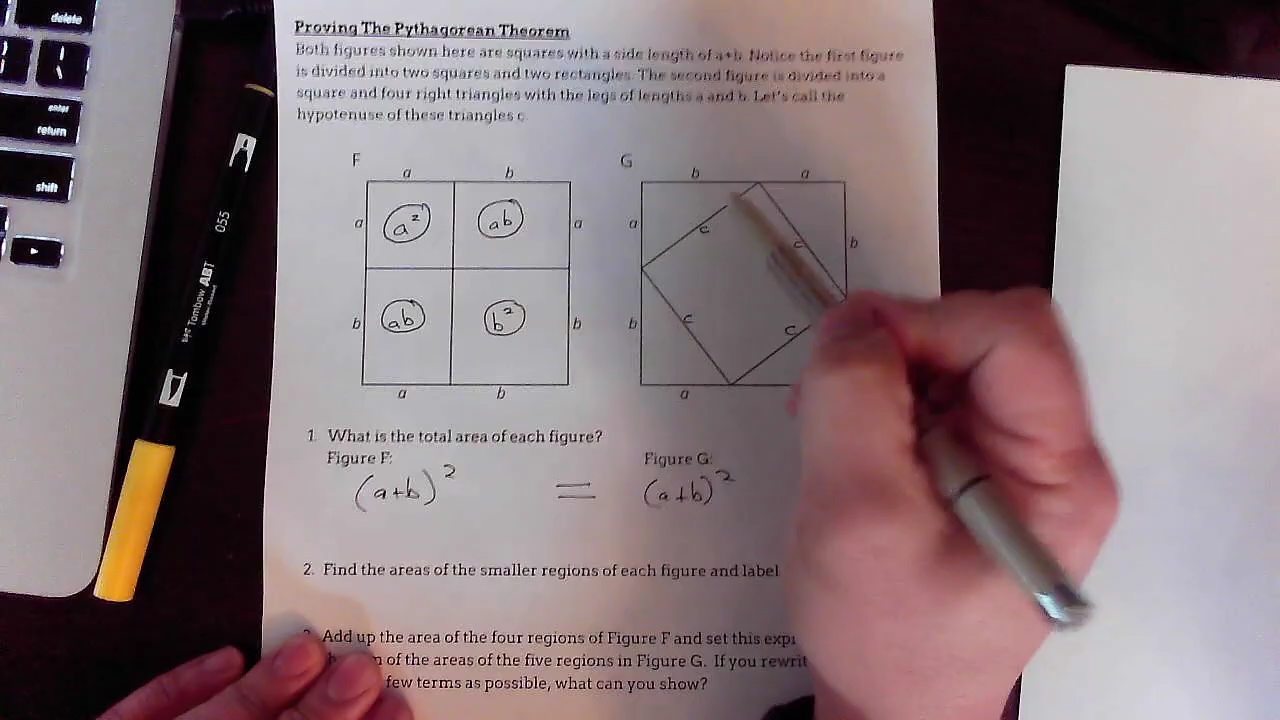 delete
enter
return
shift
055
Tombow ABT
Proving The Pythagorean Theorem
Both figures shown here are squares with a side length of a+b. Notice the first figure
is divided into two squares and two rectangles. The second figure is divided into a
square and four right triangles with the legs of lengths a and b. Let's call the
hypotenuse of these triangles c.
F
a b
a a² ab a
b ab b² b
a b
G
b a
a c c b
b c c
a
1. What is the total area of each figure?
Figure F: Figure G:
(a+b)² = (a+b)²
2. Find the areas of the smaller regions of each figure and label
Add up the area of the four regions of Figure F and set this
of the areas of the five regions in Figure G. If you
few terms as possible, what can you show?